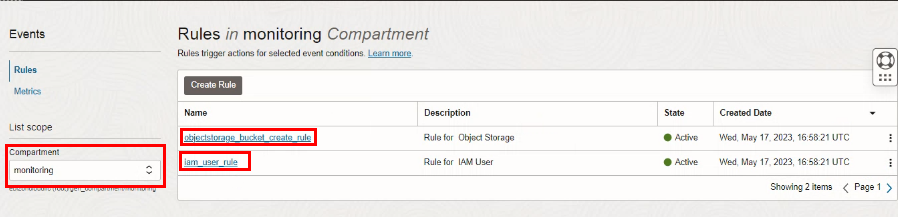 Events
Rules
Metrics
List scope
Compartment
monitoring
Rules in monitoring Compartment
Rules trigger actions for selected event conditions. Learn more.
Create Rule
Name Description State Created Date
objectstorage_bucket_create_rule Rule for Object Storage Active Wed, May 17, 2023, 16:58:21 UTC
iam_user_rule Rule for IAM User Active Wed, May 17, 2023, 16:58:21 UTC
Showing 2 items Page 1